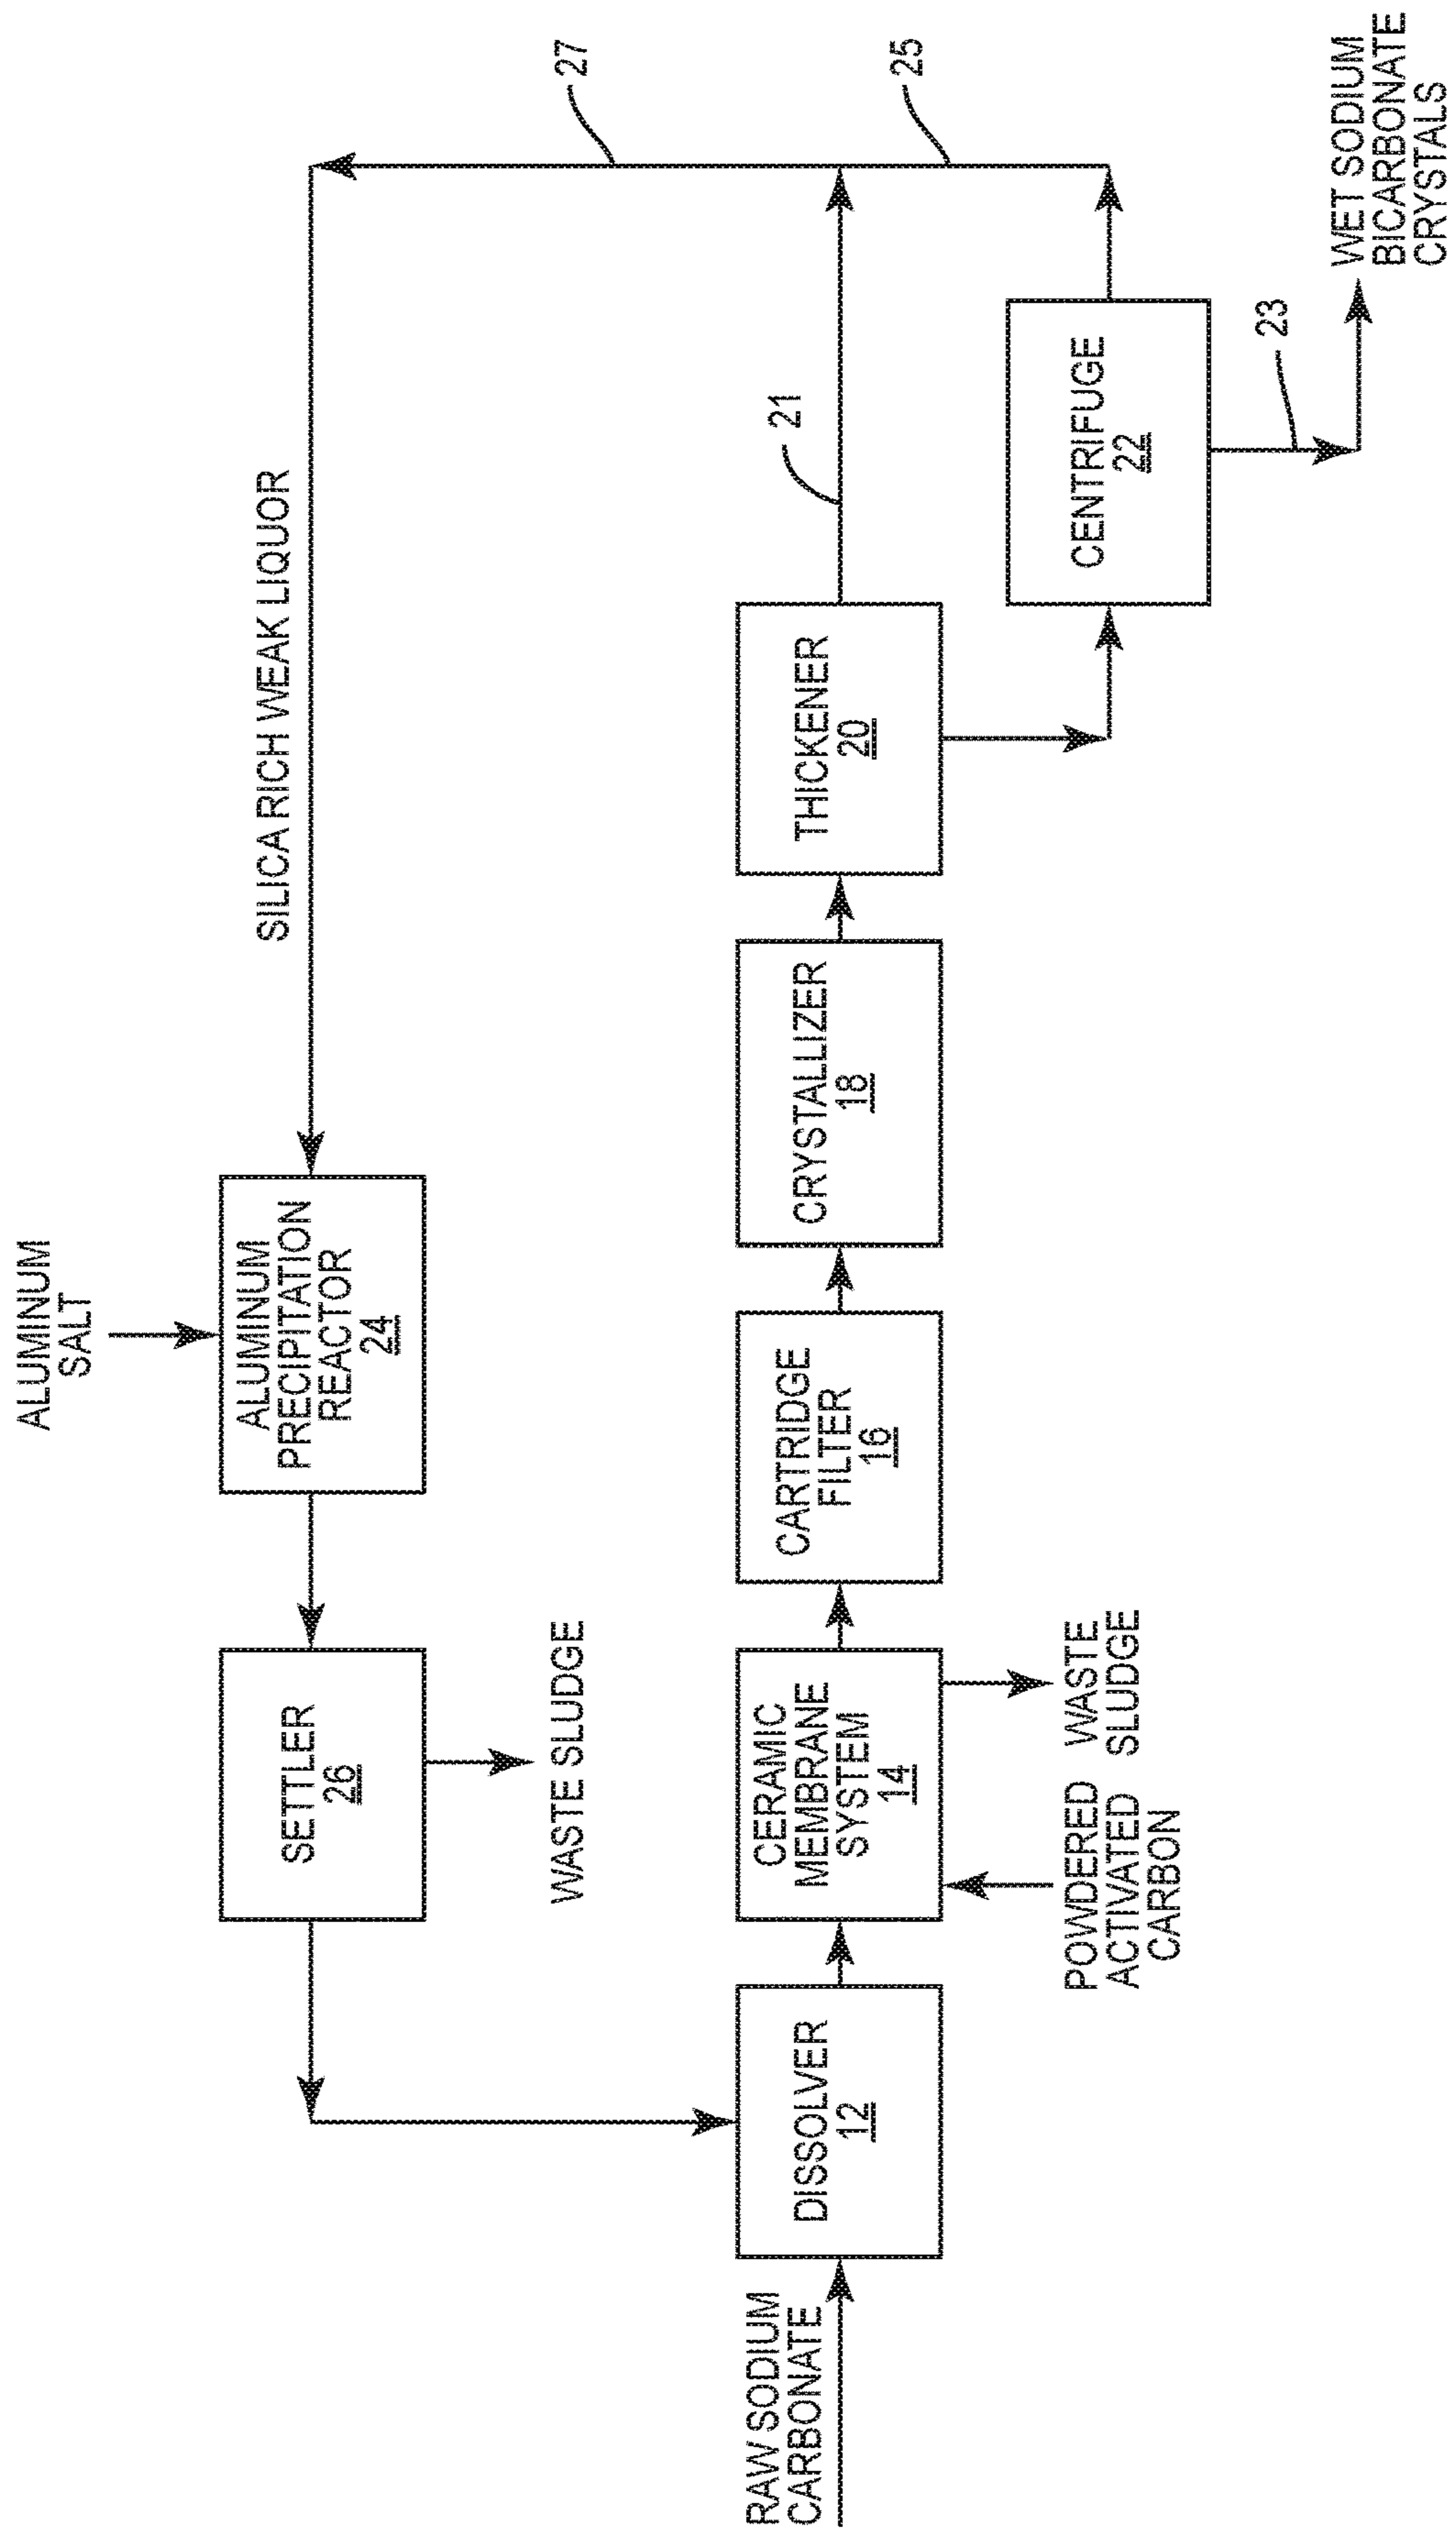 ALUMINUM
SALT
SILICA RICH WEAK LIQUOR
27
SETTLER
26
ALUMINUM
PRECIPITATION
REACTOR
24
WASTE SLUDGE
25
21
RAW SODIUM
CARBONATE
DISSOLVER
12
CERAMIC
MEMBRANE
SYSTEM
14
CARTRIDGE
FILTER
16
CRYSTALLIZER
18
THICKENER
20
POWDERED
ACTIVATED
CARBON
WASTE
SLUDGE
CENTRIFUGE
22
23
WET SODIUM
BICARBONATE
CRYSTALS